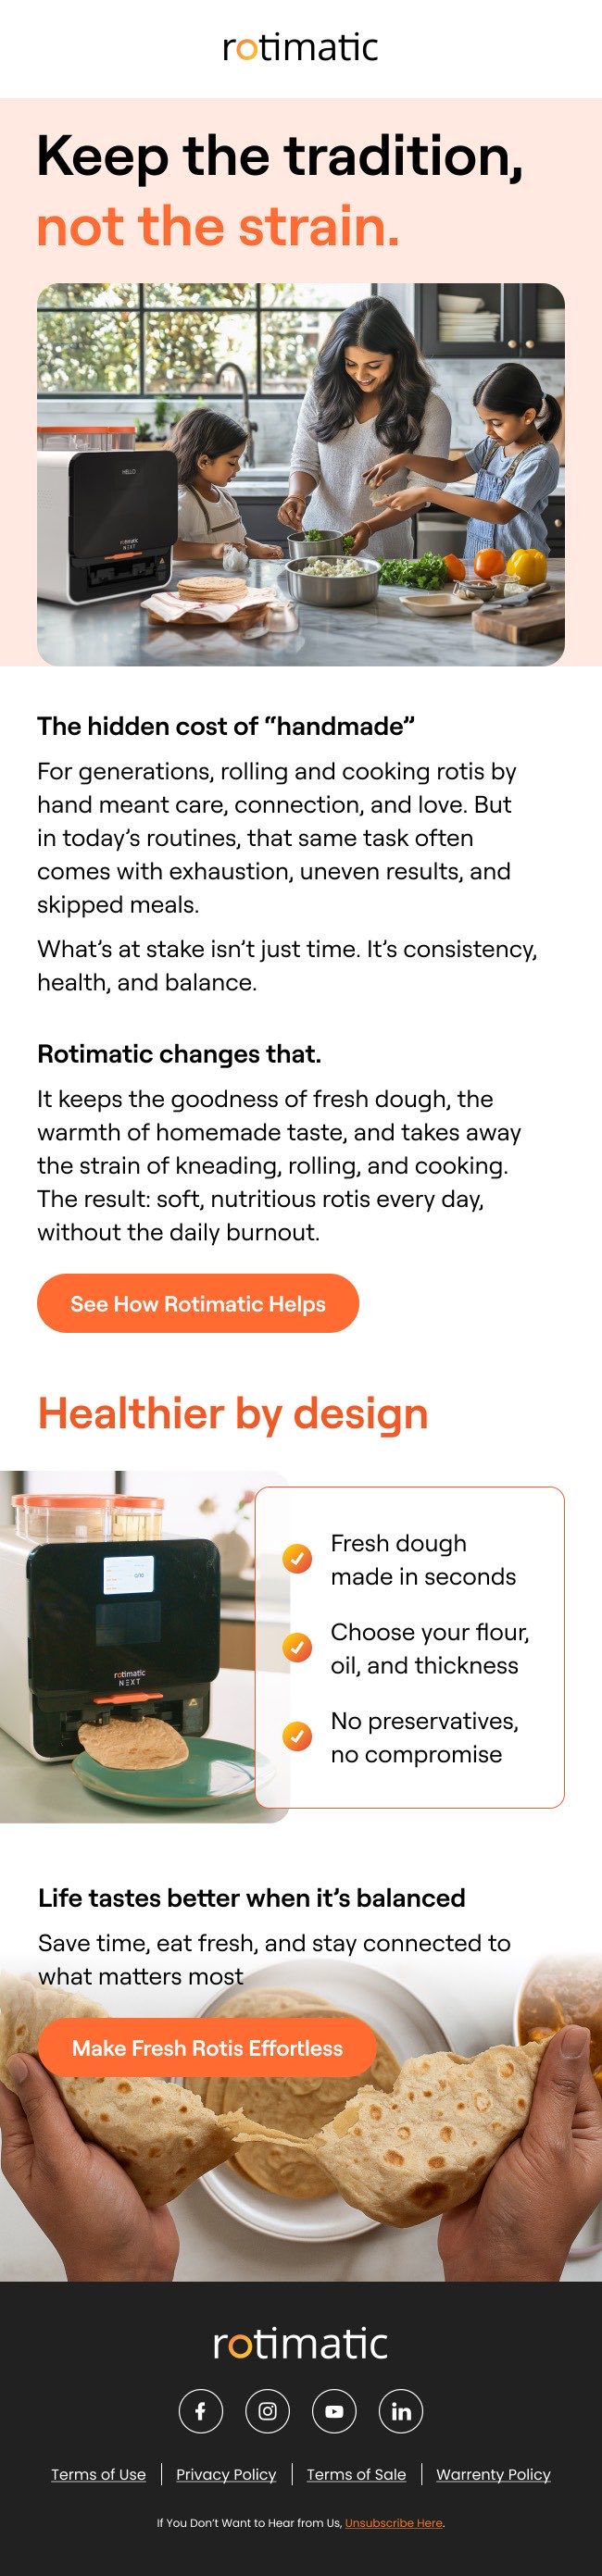 rotimatic
Keep the tradition,
not the strain.
HELLO
rotimatic
NEXT
The hidden cost of “handmade”
For generations, rolling and cooking rotis by
hand meant care, connection, and love. But
in today’s routines, that same task often
comes with exhaustion, uneven results, and
skipped meals.
What’s at stake isn’t just time. It’s consistency,
health, and balance.
Rotimatic changes that.
It keeps the goodness of fresh dough, the
warmth of homemade taste, and takes away
the strain of kneading, rolling, and cooking.
The result: soft, nutritious rotis every day,
without the daily burnout.
See How Rotimatic Helps
Healthier by design
rotimatic
NEXT
Fresh dough
made in seconds
Choose your flour,
oil, and thickness
No preservatives,
no compromise
Life tastes better when it’s balanced
Save time, eat fresh, and stay connected to
what matters most
Make Fresh Rotis Effortless
rotimatic
Terms of Use | Privacy Policy | Terms of Sale | Warrenty Policy
If You Don’t Want to Hear from Us, Unsubscribe Here.